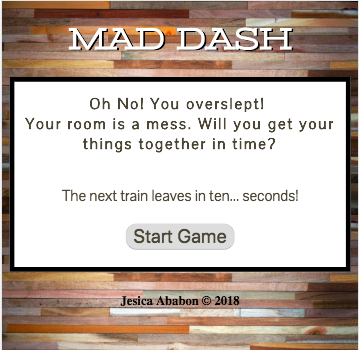 MAD DASH
Oh No! You overslept!
Your room is a mess. Will you get your
things together in time?
The next train leaves in ten... seconds!
Start Game
Jesica Ababon © 2018